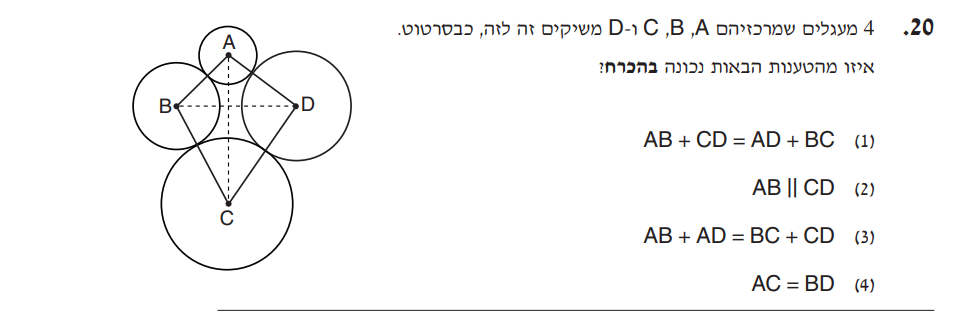 20. 4 מעגלים שמרכזיהם A, B, C ו-D משיקים זה לזה, כבסרטוט.
איזו מהטענות הבאות נכונה בהכרח?
(1) AB + CD = AD + BC
(2) AB || CD
(3) AB + AD = BC + CD
(4) AC = BD
A
B
D
C